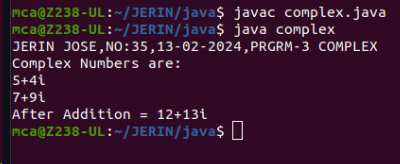 mca@Z238-UL:~/JERIN/java$ javac complex.java
mca@Z238-UL:~/JERIN/java$ java complex
JERIN JOSE,NO:35,13-02-2024,PRGRM-3 COMPLEX
Complex Numbers are:
5+4i
7+9i
After Addition = 12+13i
mca@Z238-UL:~/JERIN/java$